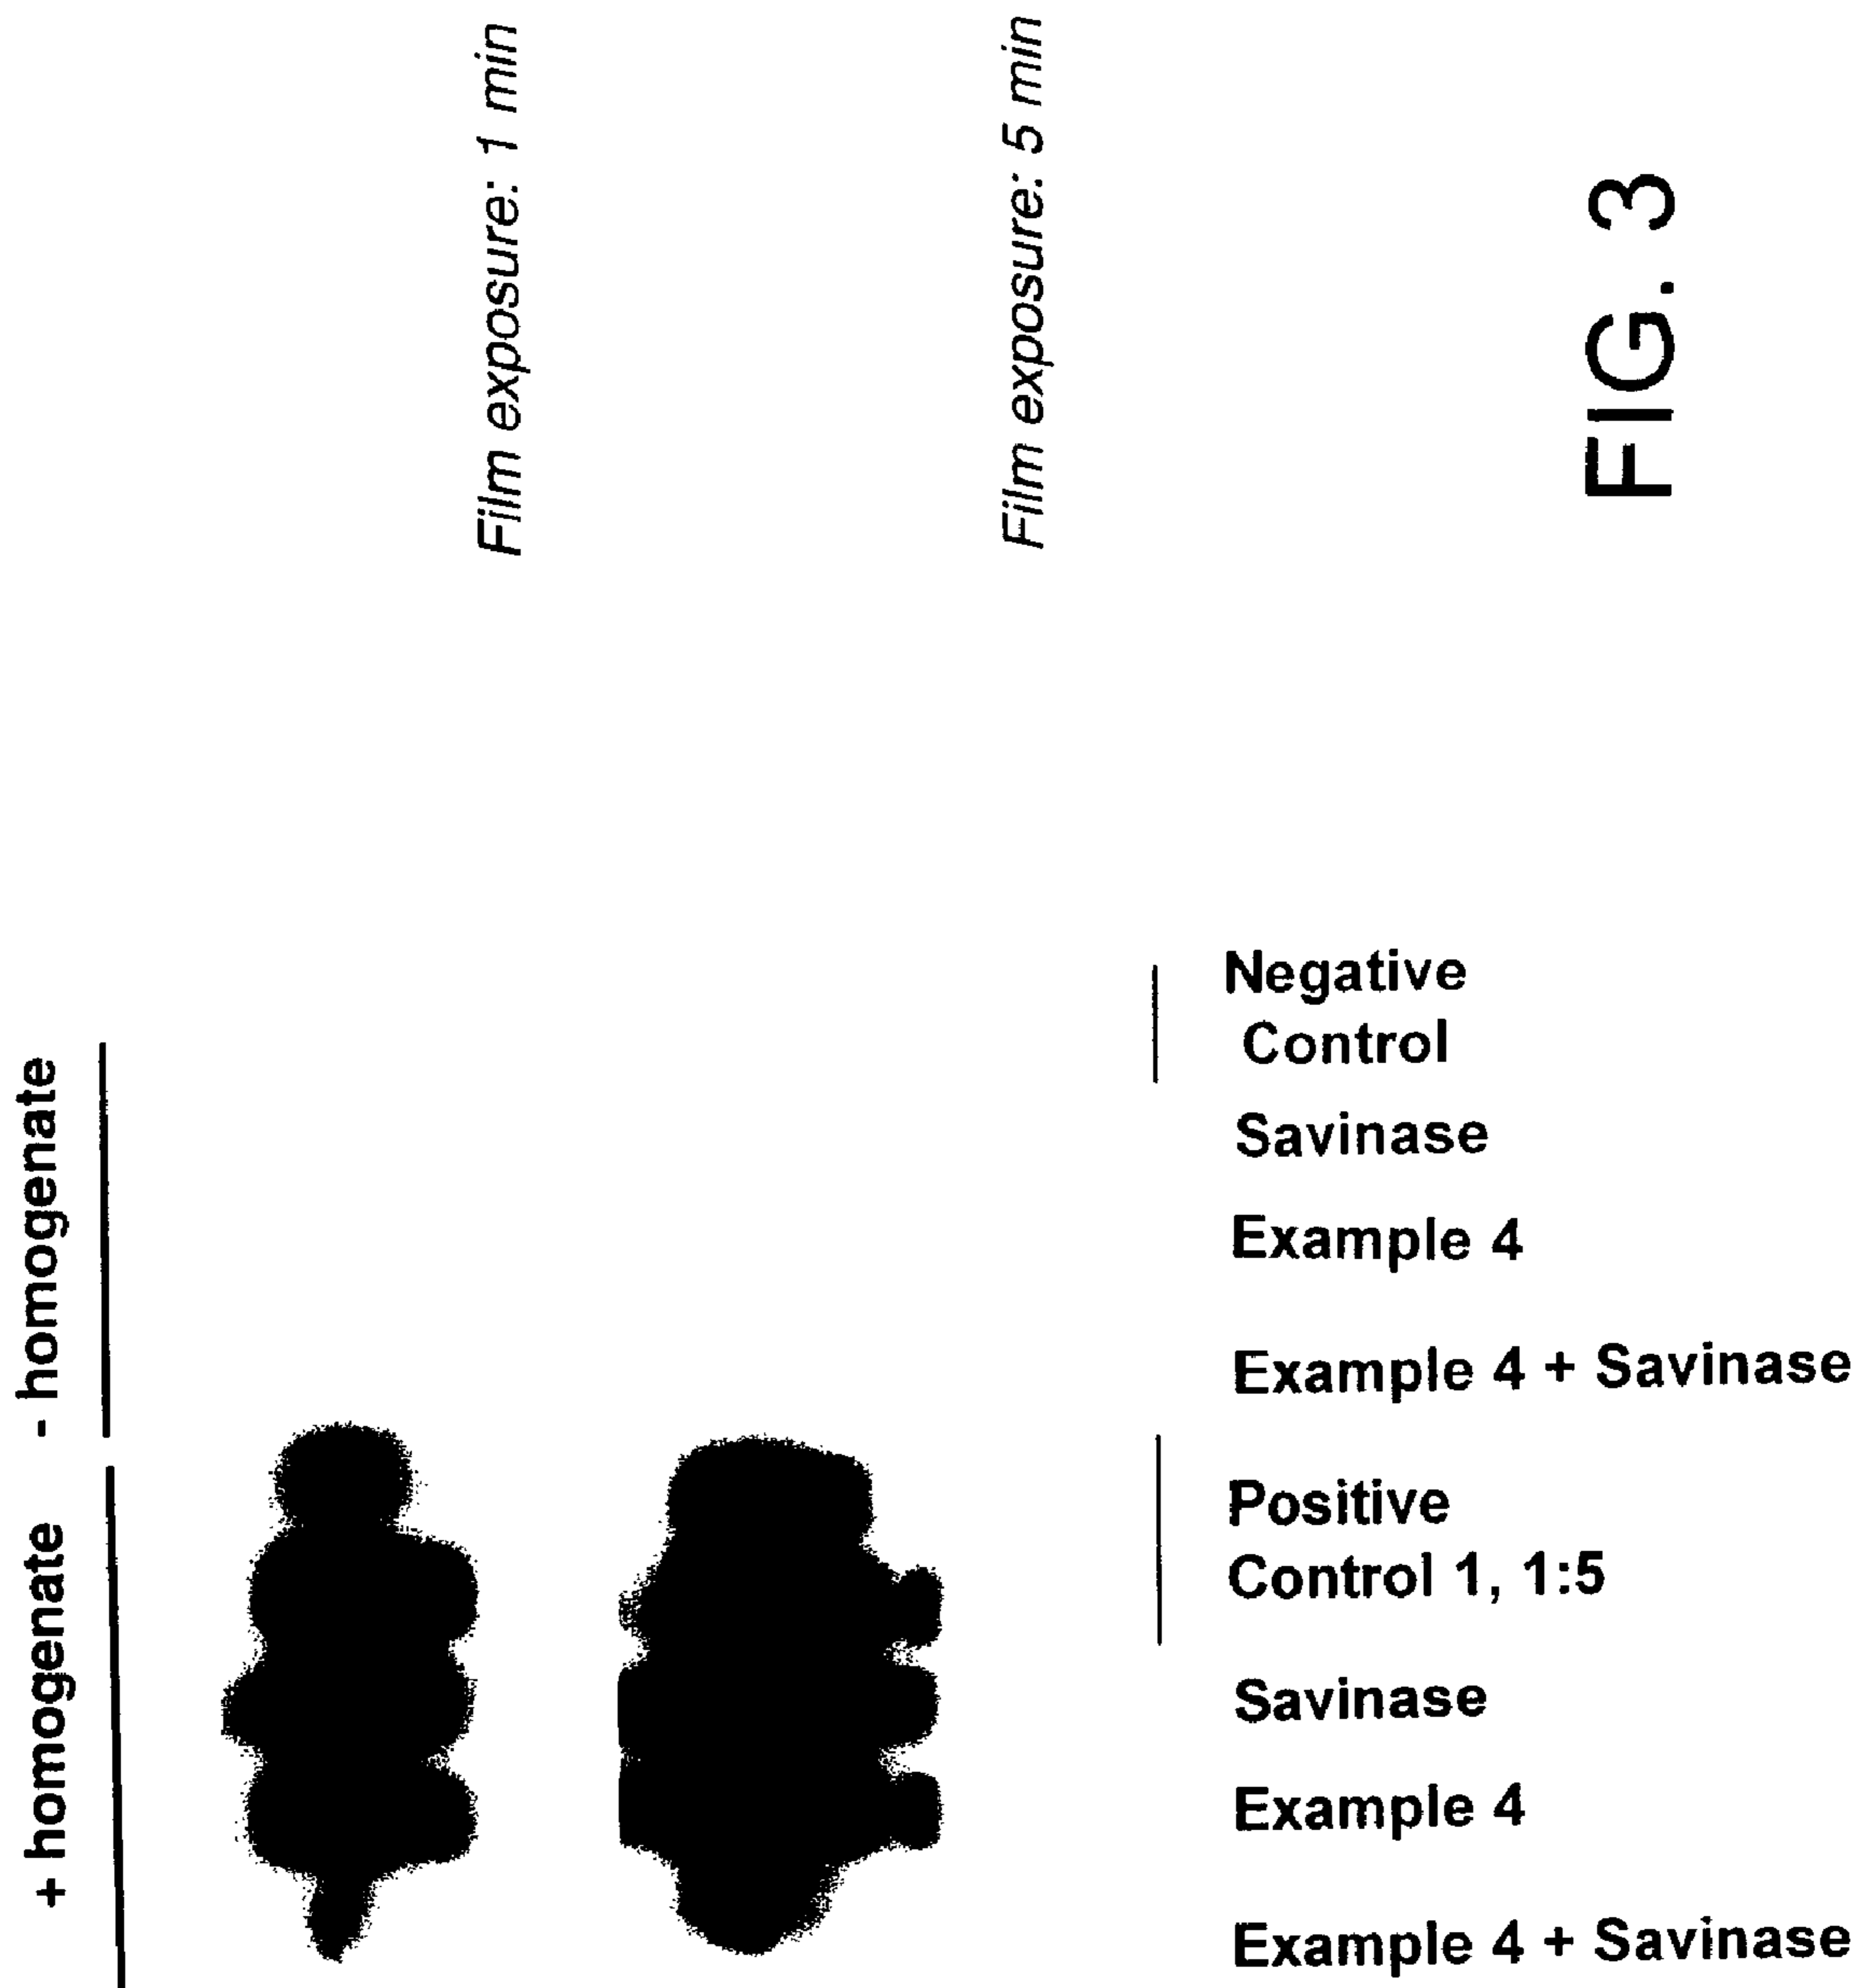 + homogenate
- homogenate
Film exposure: 1 min
Film exposure: 5 min
Negative
Control
Savinase
Example 4
Example 4 + Savinase
Positive
Control 1, 1:5
Savinase
Example 4
Example 4 + Savinase
FIG. 3